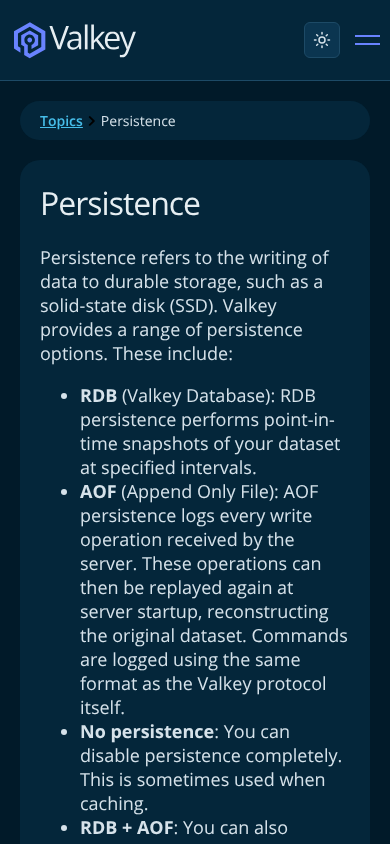 Valkey
Topics Persistence
Persistence
Persistence refers to the writing of
data to durable storage, such as a
solid-state disk (SSD). Valkey
provides a range of persistence
options. These include:
RDB (Valkey Database): RDB
persistence performs point-in-
time snapshots of your dataset
at specified intervals.
AOF (Append Only File): AOF
persistence logs every write
operation received by the
server. These operations can
then be replayed again at
server startup, reconstructing
the original dataset. Commands
are logged using the same
format as the Valkey protocol
itself.
No persistence: You can
disable persistence completely.
This is sometimes used when
caching.
RDB + AOF: You can also